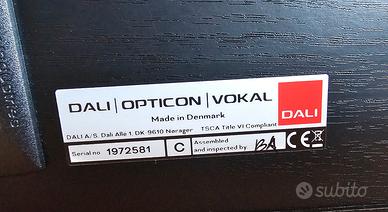 DALI | OPTICON | VOKAL
DALI
Made in Denmark
DALI A/S. Dali Alle 1. DK-9610 Nørager TSCA Title VI Compliant
Serial no 1972581 C Assembled and inspected by BA CE
subito